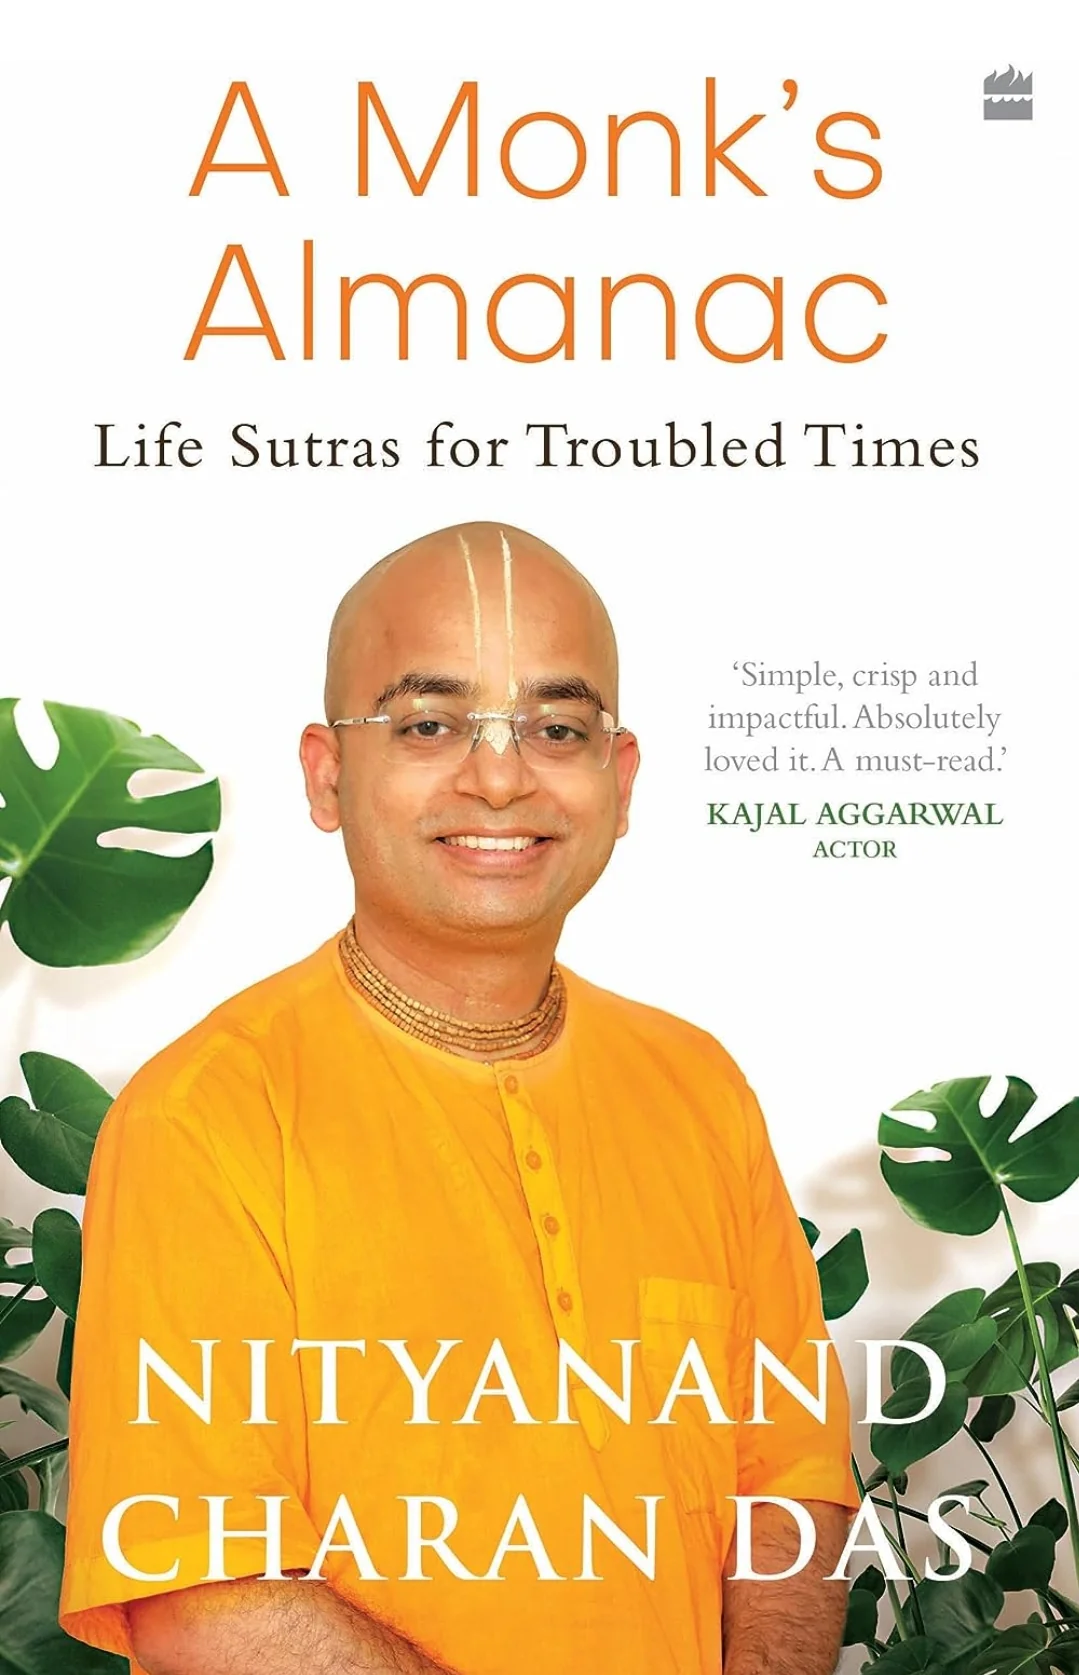 A Monk’s
Almanac
Life Sutras for Troubled Times
‘Simple, crisp and
impactful. Absolutely
loved it. A must-read.’
KAJAL AGGARWAL
ACTOR
NITYANAND
CHARAN DAS